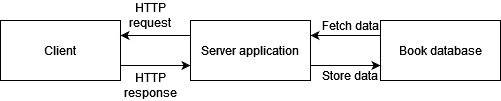 HTTP
request
Fetch data
Client
Server application
Book database
HTTP
response
Store data